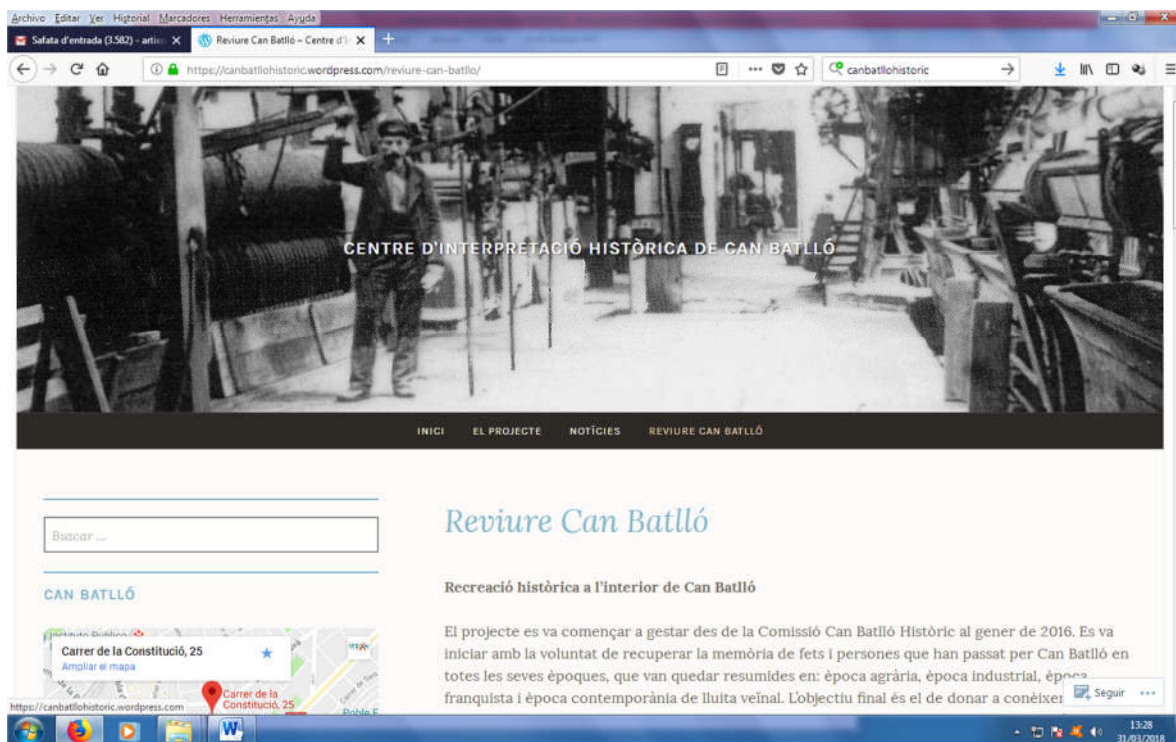 Archivo Editar Ver Historial Marcadores Herramientas Ayuda
Safata d'entrada (3.582) - artic
Reviure Can Batlló – Centre d'I
https://canbatllohistoric.wordpress.com/reviure-can-batllo/
canbatllohistoric
CENTRE D'INTERPRETACIÓ HISTÒRICA DE CAN BATLLÓ
INICI EL PROJECTE NOTÍCIES REVIURE CAN BATLLÓ
Buscar ...
CAN BATLLÓ
Carrer de la Constitució, 25
Ampliar el mapa
Carrer de la
Constitució, 25
https://canbatllohistoric.wordpress.com
Reviure Can Batlló
Recreació històrica a l'interior de Can Batlló
El projecte es va començar a gestar des de la Comissió Can Batlló Històric al gener de 2016. Es va
iniciar amb la voluntat de recuperar la memòria de fets i persones que han passat per Can Batlló en
totes les seves èpoques, que van quedar resumides en: època agrària, època industrial, època
franquista i època contemporània de lluita veïnal. L'objectiu final és el de donar a conèixer
Seguir
13:28
31/03/2018